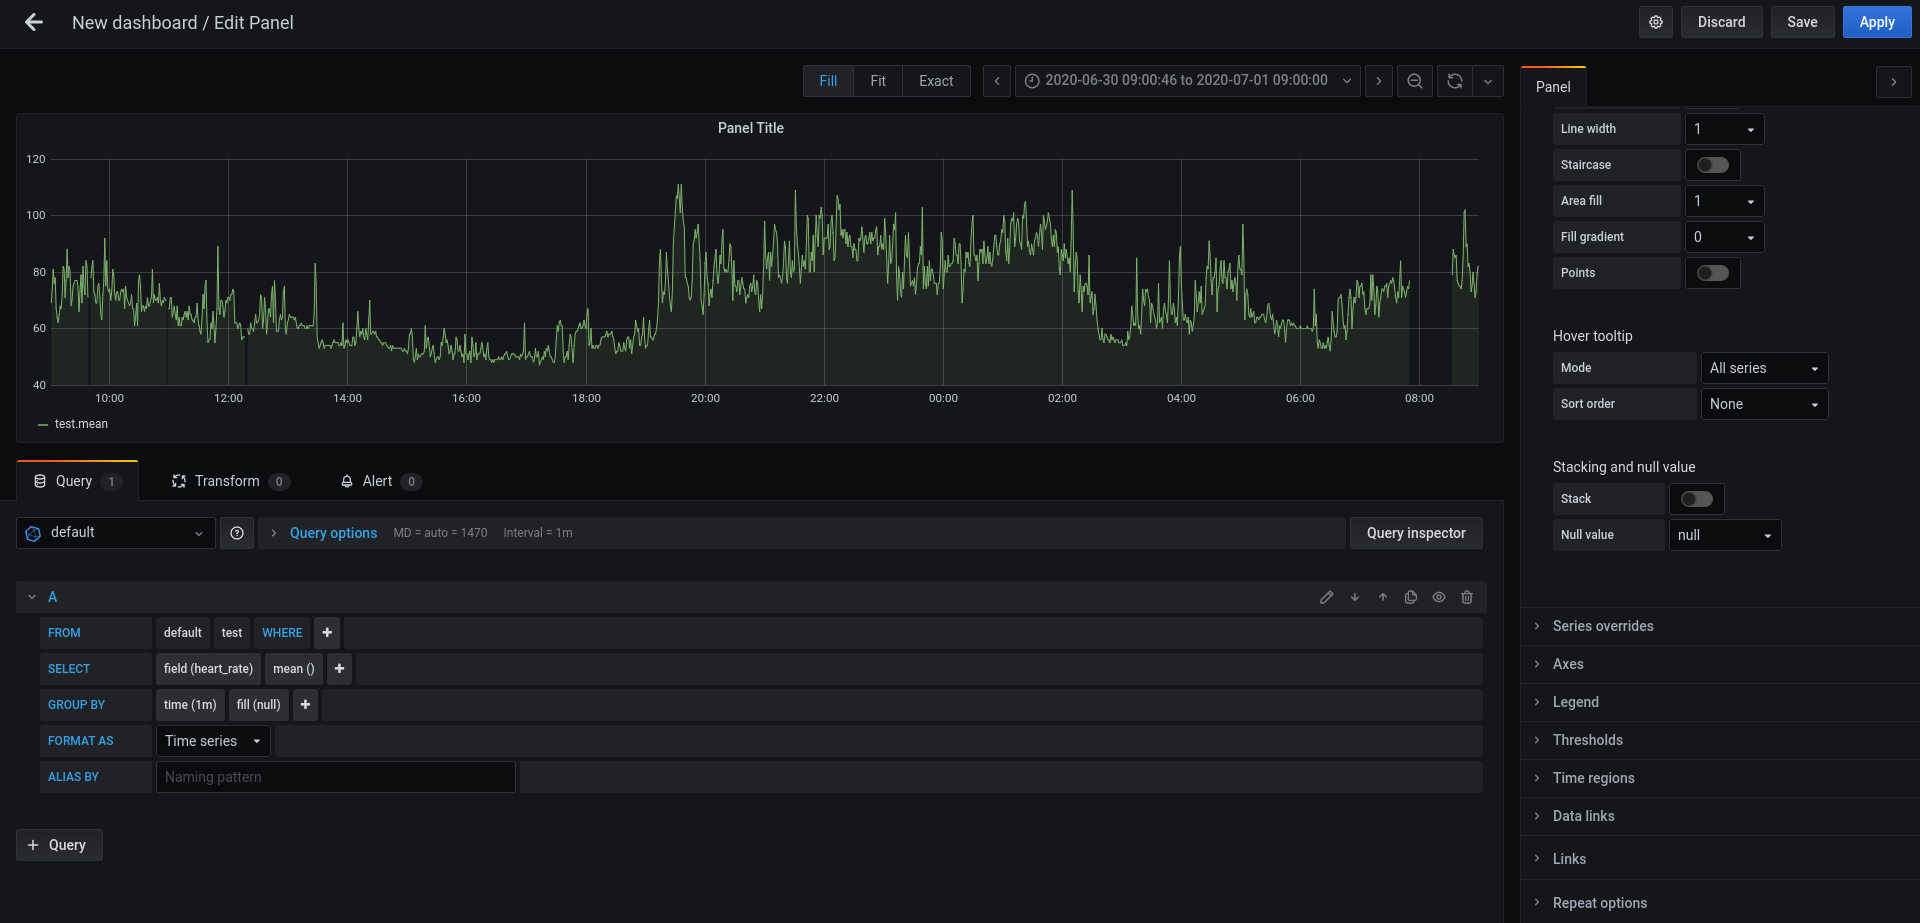 New dashboard / Edit Panel
Discard
Save
Apply
Fill
Fit
Exact
2020-06-30 09:00:46 to 2020-07-01 09:00:00
Panel Title
120
100
80
60
40
10:00
12:00
14:00
16:00
18:00
20:00
22:00
00:00
02:00
04:00
06:00
08:00
test.mean
Query 1
Transform 0
Alert 0
default
?
Query options
MD = auto = 1470
Interval = 1m
Query inspector
A
FROM default test WHERE +
SELECT field (heart_rate) mean () +
GROUP BY time (1m) fill (null) +
FORMAT AS Time series
ALIAS BY Naming pattern
+ Query
Panel
Line width 1
Staircase
Area fill 1
Fill gradient 0
Points
Hover tooltip
Mode All series
Sort order None
Stacking and null value
Stack
Null value null
Series overrides
Axes
Legend
Thresholds
Time regions
Data links
Links
Repeat options